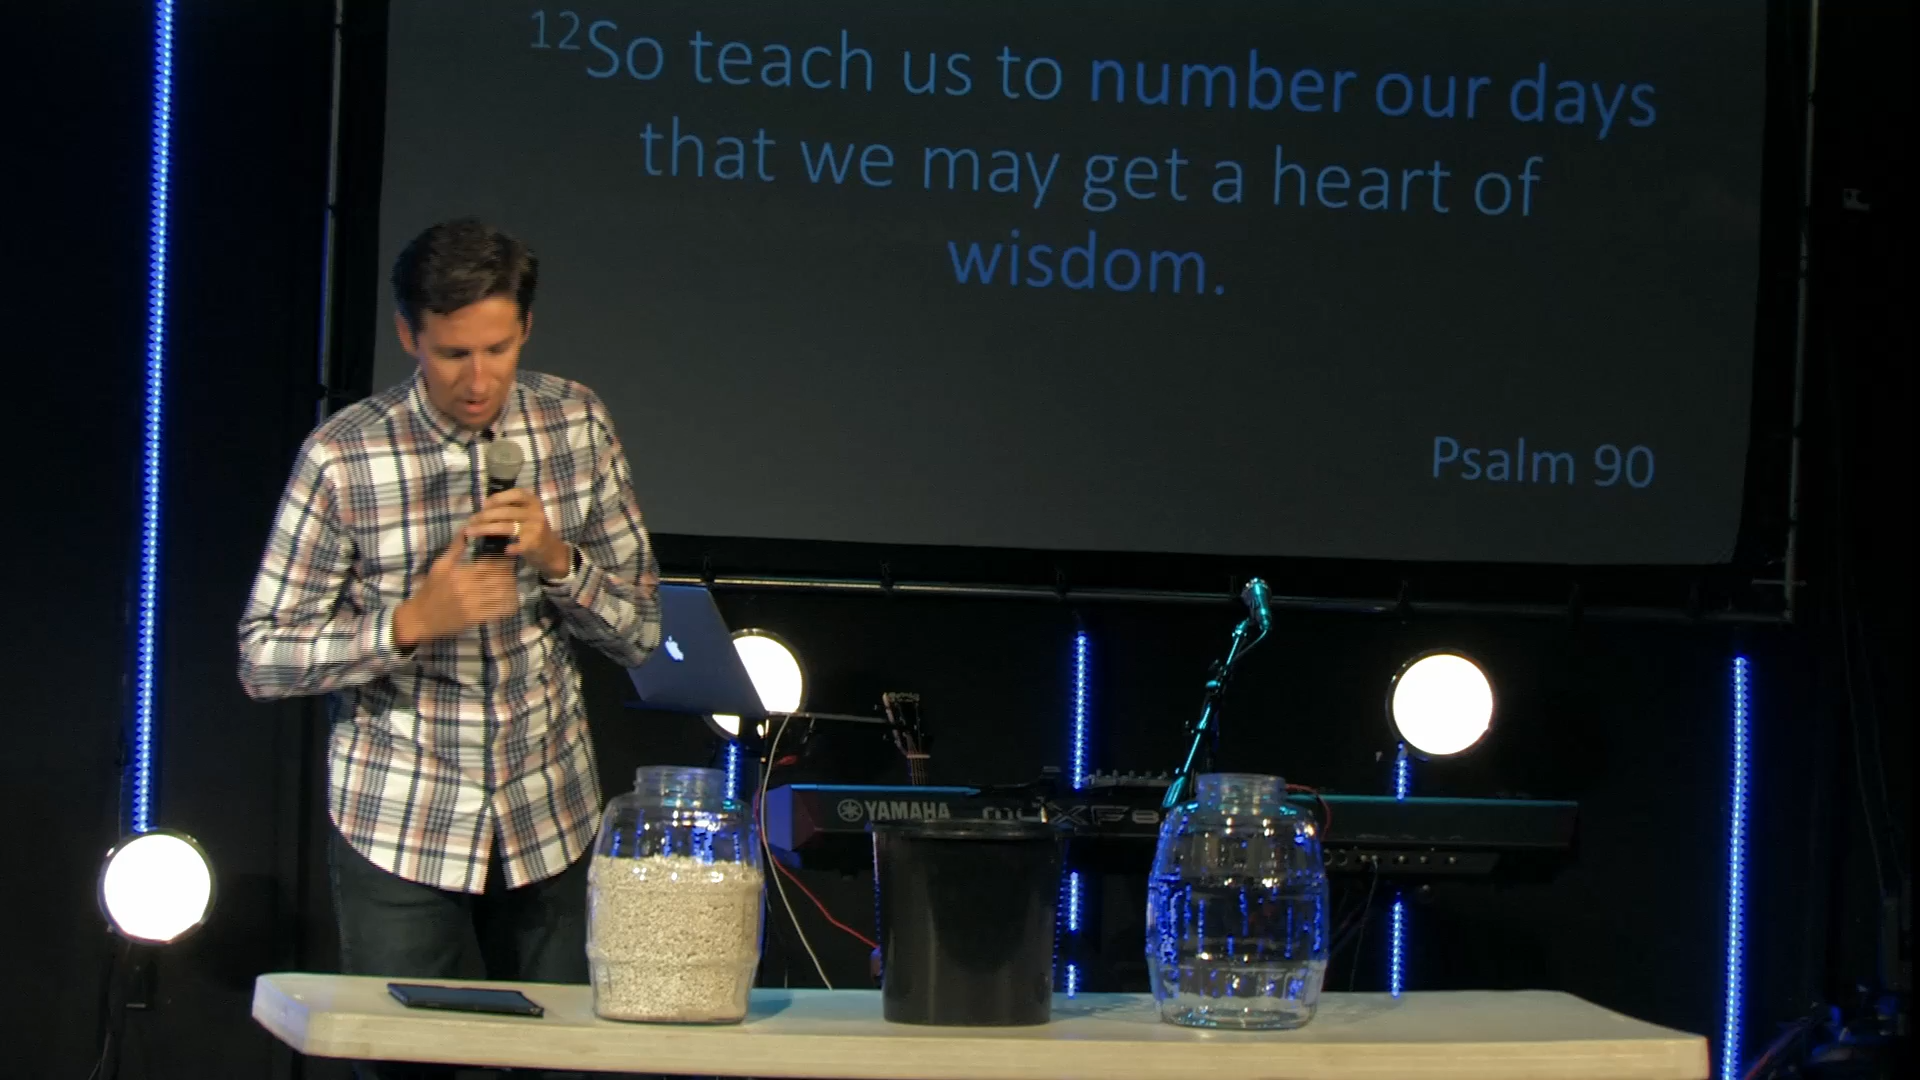 12So teach us to number our days
that we may get a heart of
wisdom.
Psalm 90
YAMAHA